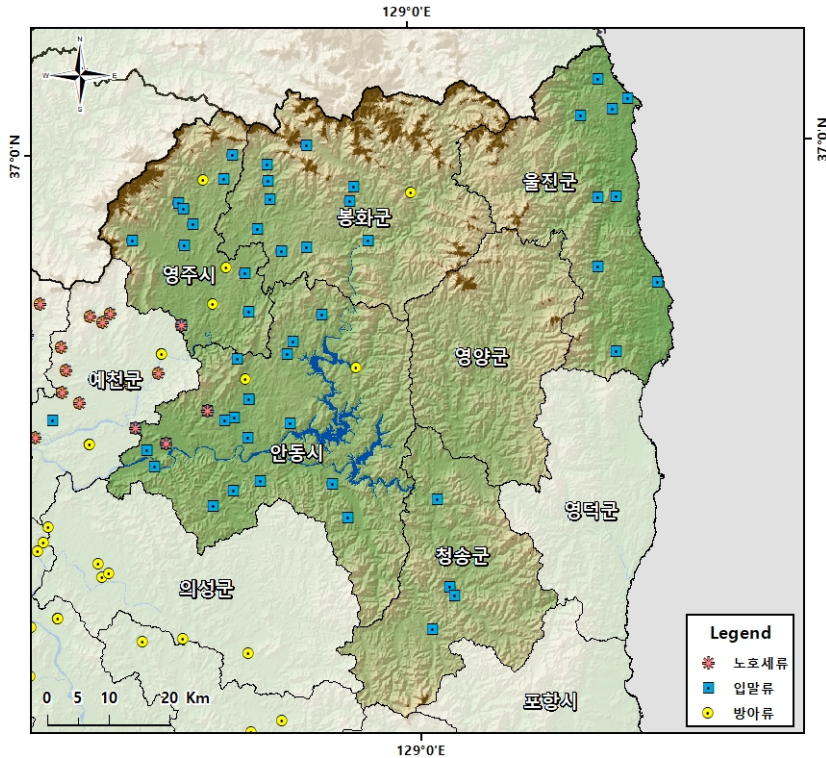 129°0'E
N
W E
S
37°0'N
37°0'N
울진군
봉화군
영주시
영양군
예천군
안동시
영덕군
청송군
의성군
포항시
Legend
노호세류
입말류
방아류
0 5 10 20 Km
129°0'E